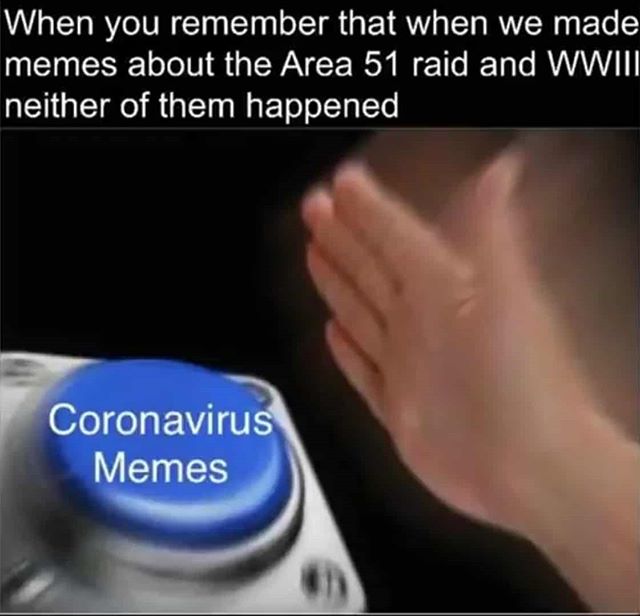 When you remember that when we made
memes about the Area 51 raid and WWIII
neither of them happened
Coronavirus
Memes